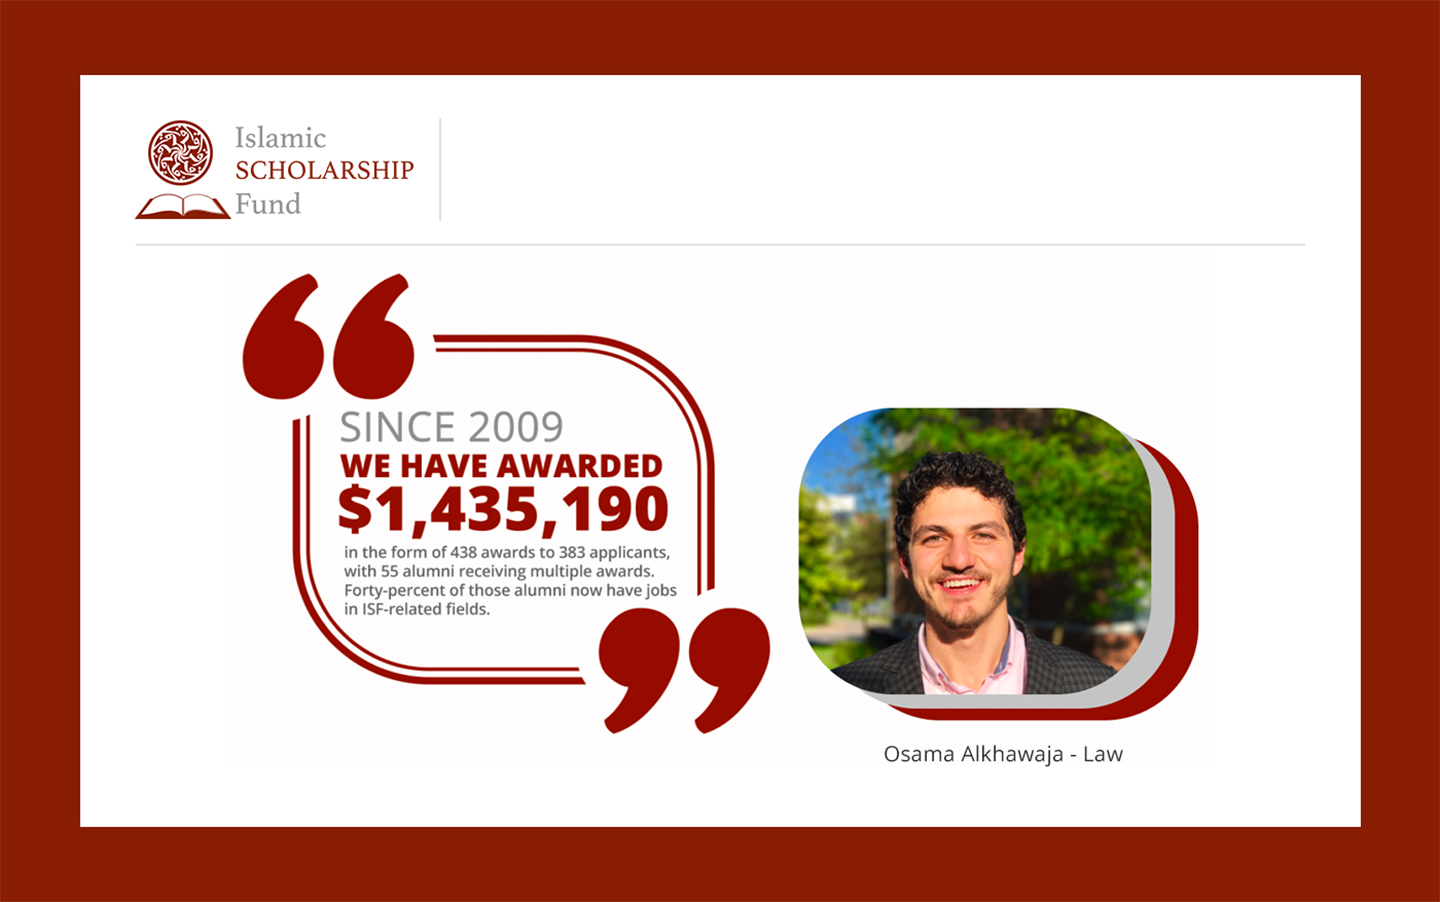 Islamic
SCHOLARSHIP
Fund
SINCE 2009
WE HAVE AWARDED
$1,435,190
in the form of 438 awards to 383 applicants,
with 55 alumni receiving multiple awards.
Forty-percent of those alumni now have jobs
in ISF-related fields.
Osama Alkhawaja - Law